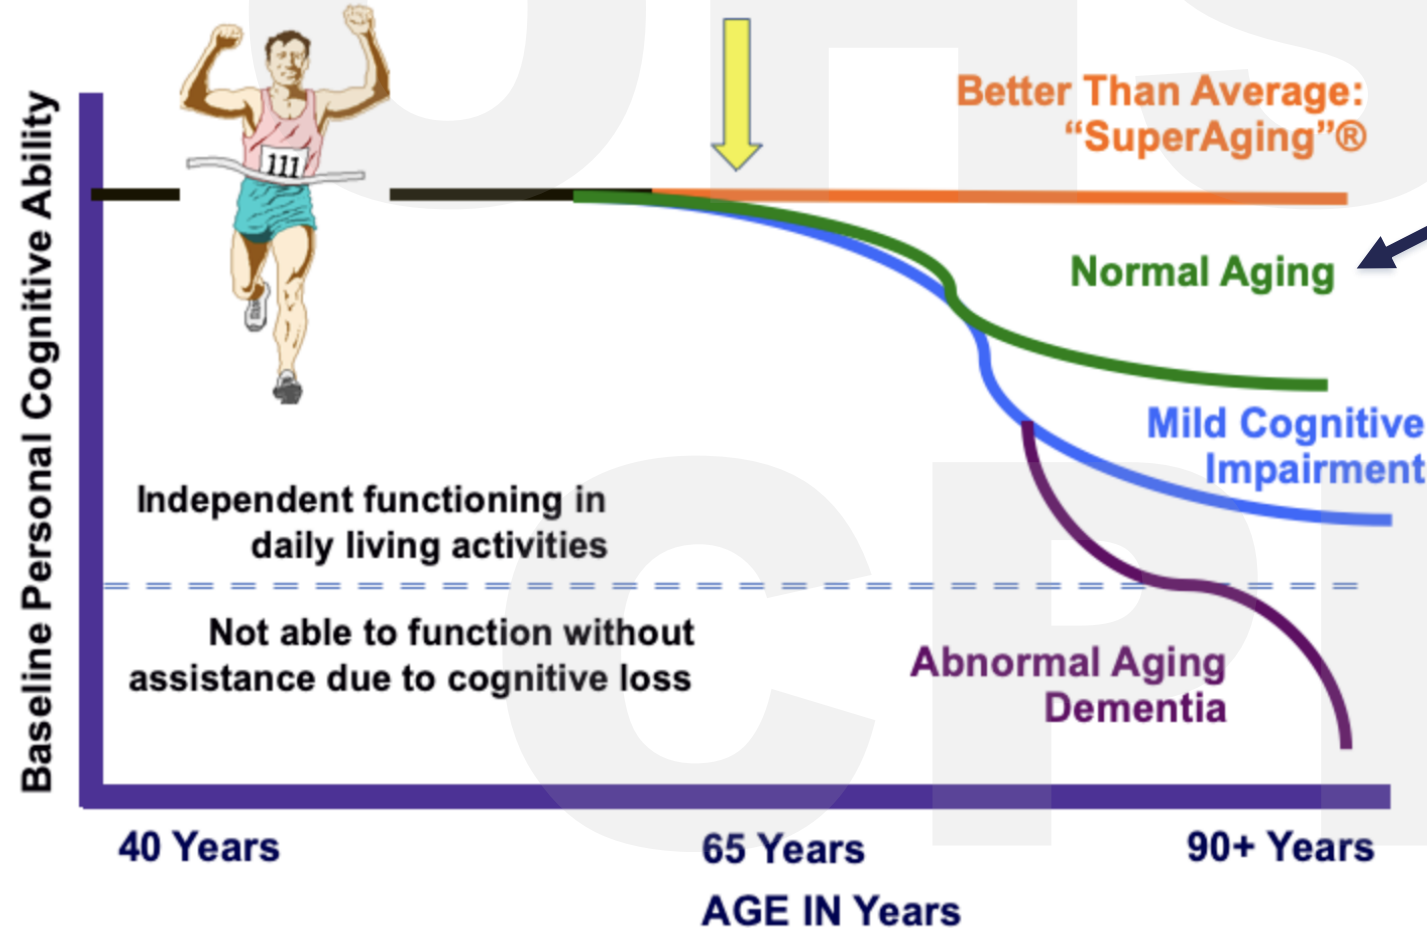 Baseline Personal Cognitive Ability
111
Better Than Average:
“SuperAging”®
Normal Aging
Mild Cognitive
Impairment
Independent functioning in
daily living activities
Not able to function without
assistance due to cognitive loss
Abnormal Aging
Dementia
40 Years
65 Years
90+ Years
AGE IN Years